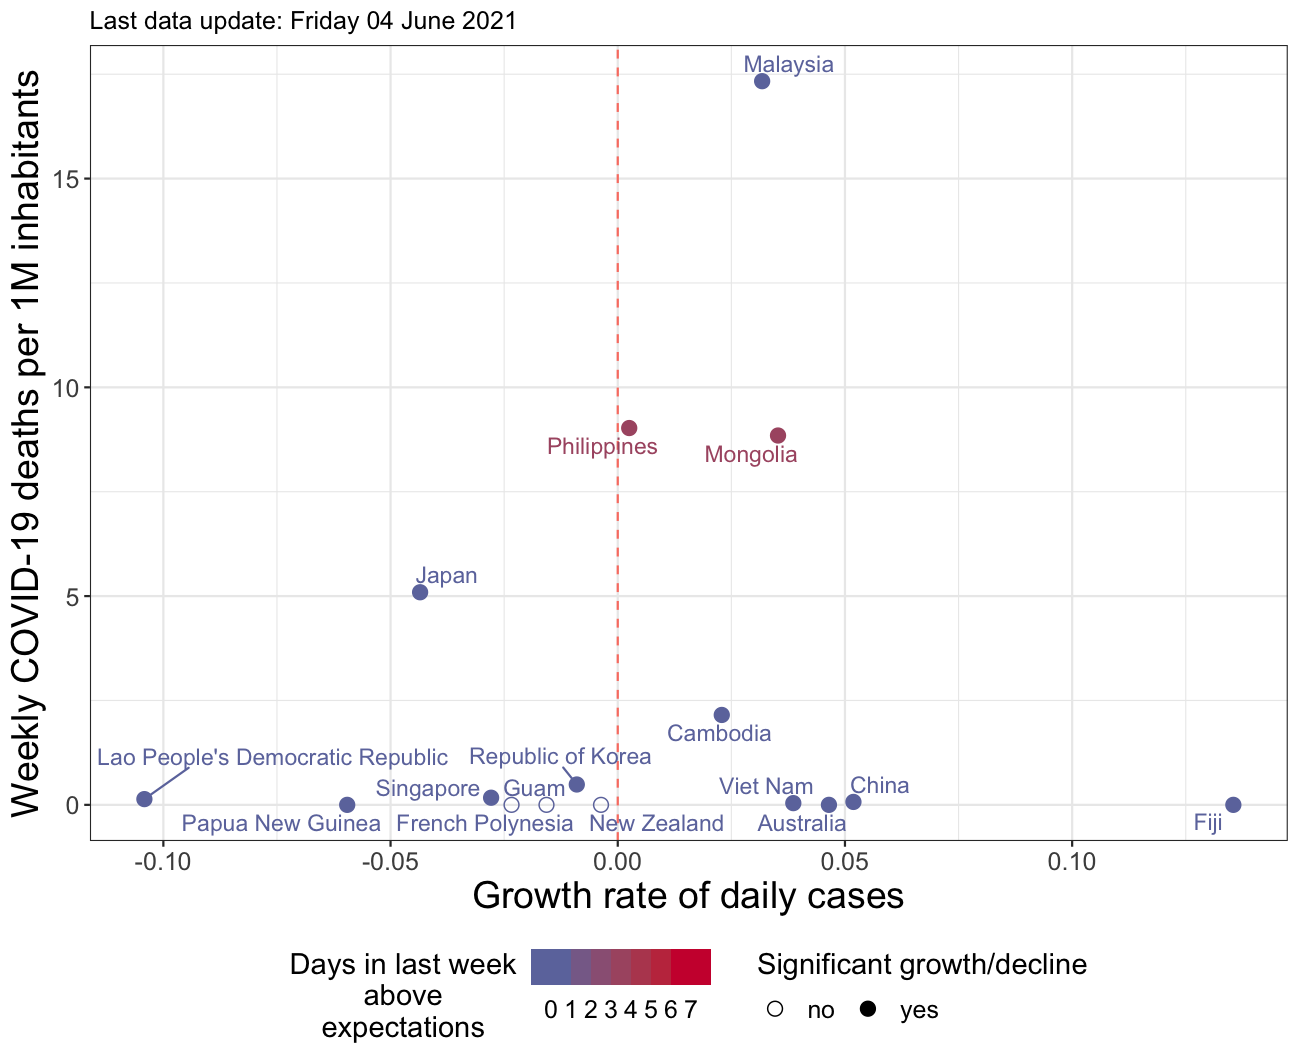 Last data update: Friday 04 June 2021
Weekly COVID-19 deaths per 1M inhabitants
15
10
5
0
Malaysia
Philippines
Mongolia
Japan
Cambodia
Lao People's Democratic Republic
Republic of Korea
Singapore
Guam
Viet Nam
China
Papua New Guinea
French Polynesia
New Zealand
Australia
Fiji
-0.10
-0.05
0.00
0.05
0.10
Growth rate of daily cases
Days in last week
above
expectations
0 1 2 3 4 5 6 7
Significant growth/decline
no
yes